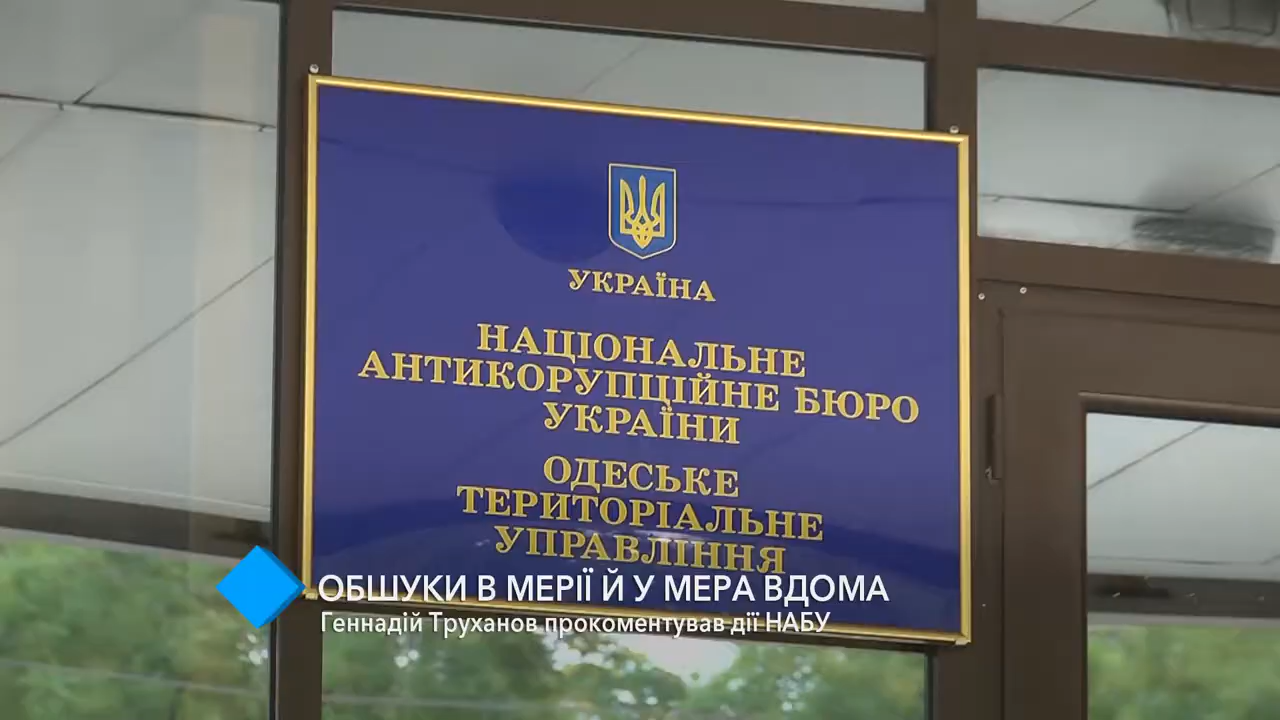 УКРАЇНА
НАЦІОНАЛЬНЕ
АНТИКОРУПЦІЙНЕ БЮРО
УКРАЇНИ
ОДЕСЬКЕ
ТЕРИТОРІАЛЬНЕ
УПРАВЛІННЯ
ОБШУКИ В МЕРІЇ Й У МЕРА ВДОМА
Геннадій Труханов прокоментував дії НАБУ